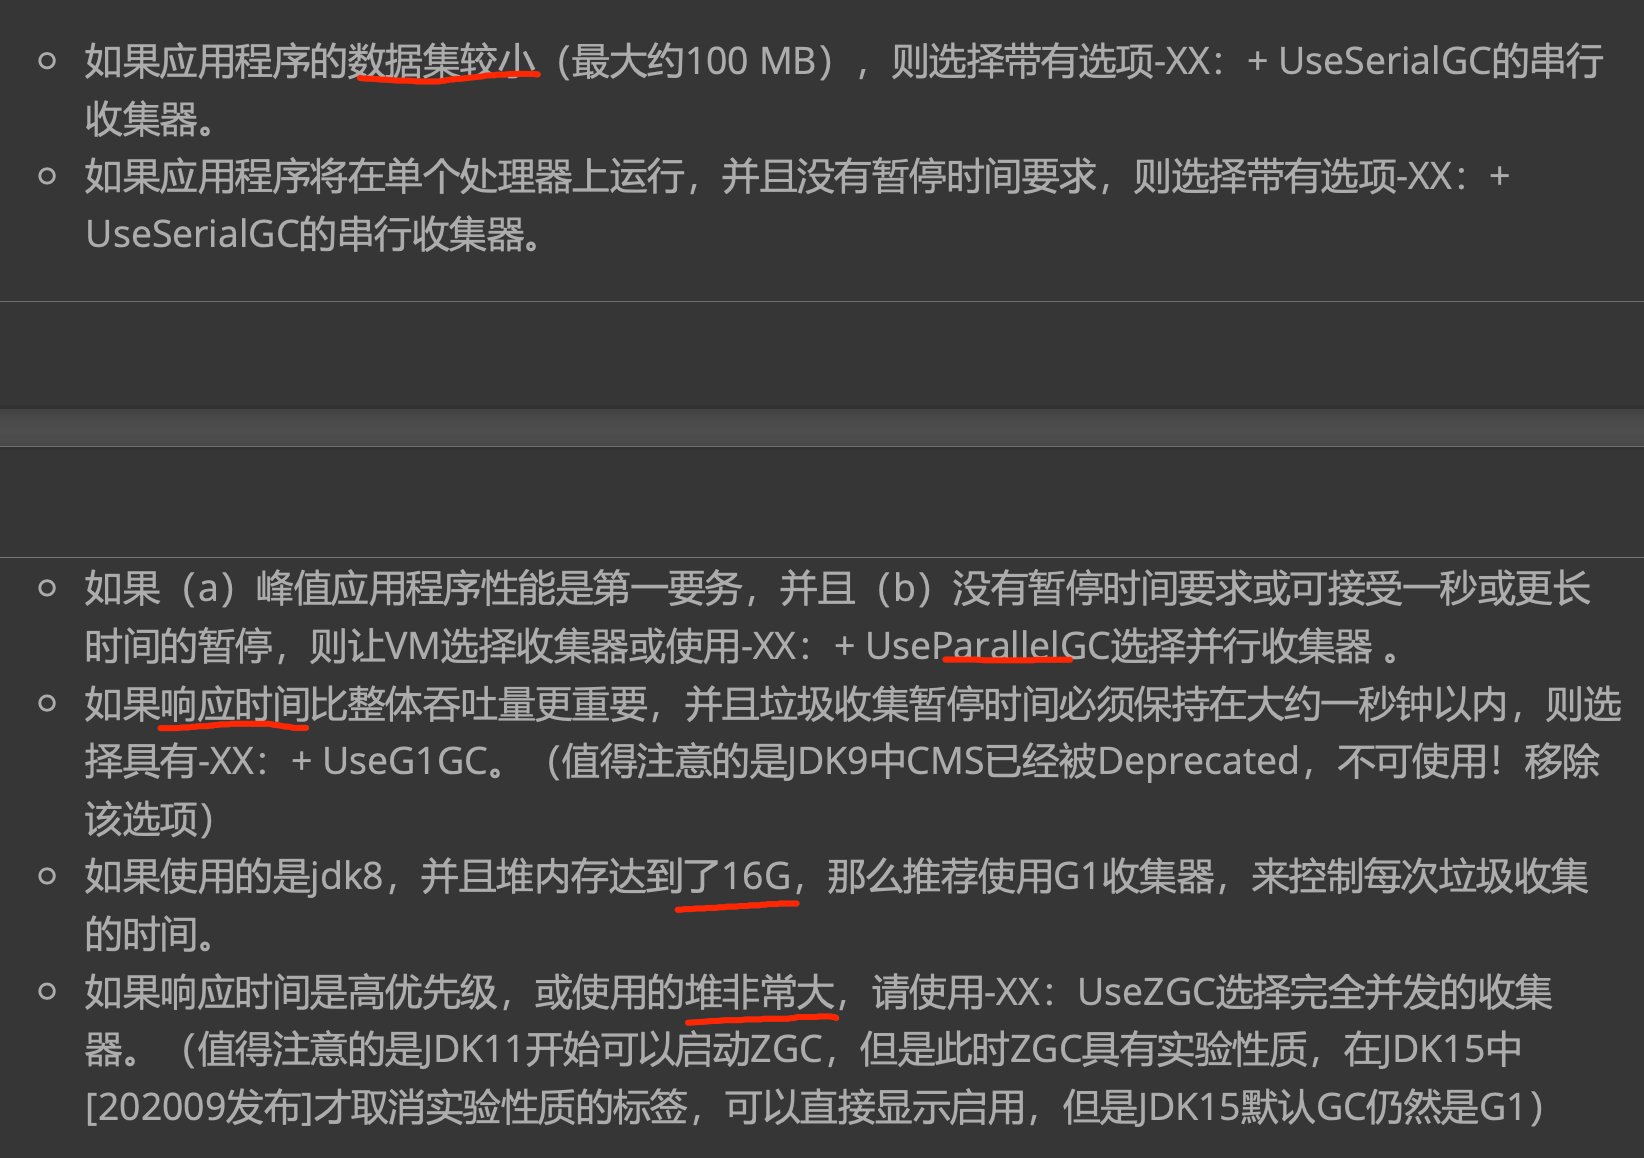 如果应用程序的数据集较小（最大约100 MB），则选择带有选项-XX：+ UseSerialGC的串行
收集器。
如果应用程序将在单个处理器上运行，并且没有暂停时间要求，则选择带有选项-XX：+
UseSerialGC的串行收集器。
如果（a）峰值应用程序性能是第一要务，并且（b）没有暂停时间要求或可接受一秒或更长
时间的暂停，则让VM选择收集器或使用-XX：+ UseParallelGC选择并行收集器 。
如果响应时间比整体吞吐量更重要，并且垃圾收集暂停时间必须保持在大约一秒钟以内，则选
择具有-XX：+ UseG1GC。（值得注意的是JDK9中CMS已经被Deprecated，不可使用！移除
该选项）
如果使用的是jdk8，并且堆内存达到了16G，那么推荐使用G1收集器，来控制每次垃圾收集
的时间。
如果响应时间是高优先级，或使用的堆非常大，请使用-XX：UseZGC选择完全并发的收集
器。（值得注意的是JDK11开始可以启动ZGC，但是此时ZGC具有实验性质，在JDK15中
[202009发布]才取消实验性质的标签，可以直接显示启用，但是JDK15默认GC仍然是G1）